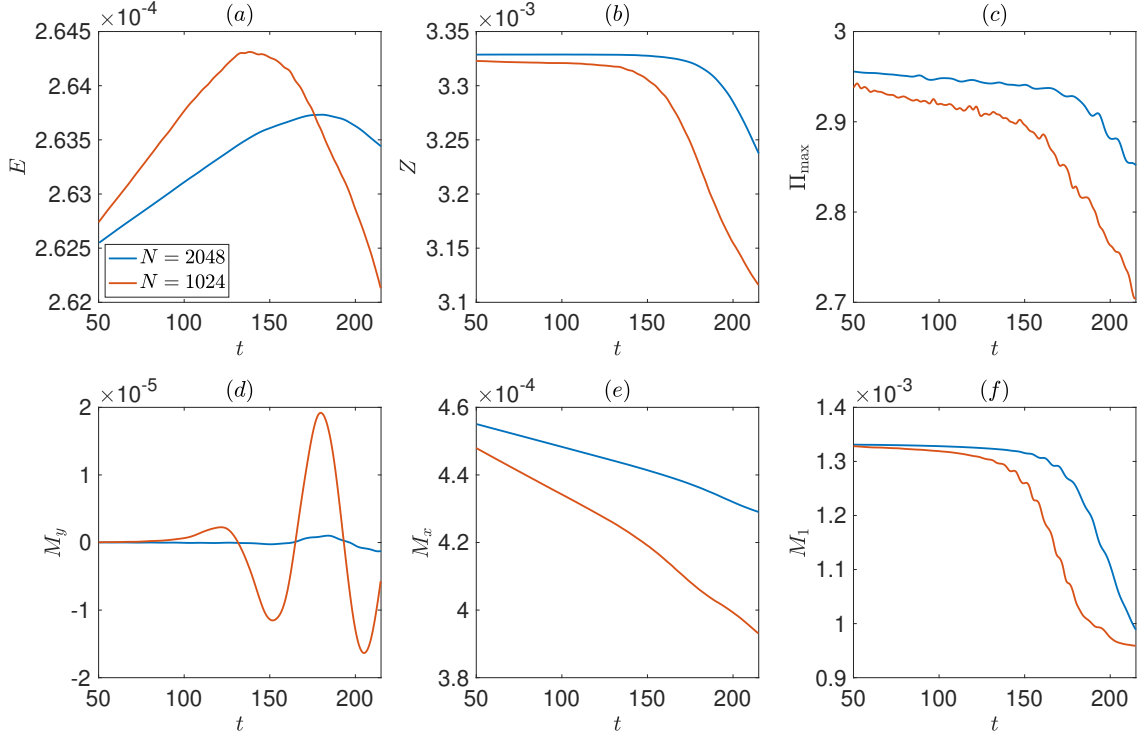 (a)
×10⁻⁴
2.645
2.64
2.635
2.63
2.625
2.62
E
N = 2048
N = 1024
50 100 150 200
t
(b)
×10⁻³
3.35
3.3
3.25
3.2
3.15
3.1
Z
50 100 150 200
t
(c)
3
2.9
2.8
2.7
Πmax
50 100 150 200
t
(d)
×10⁻⁵
2
1
0
-1
-2
My
50 100 150 200
t
(e)
×10⁻⁴
4.6
4.4
4.2
4
3.8
Mx
50 100 150 200
t
(f)
×10⁻³
1.4
1.3
1.2
1.1
1
0.9
M1
50 100 150 200
t